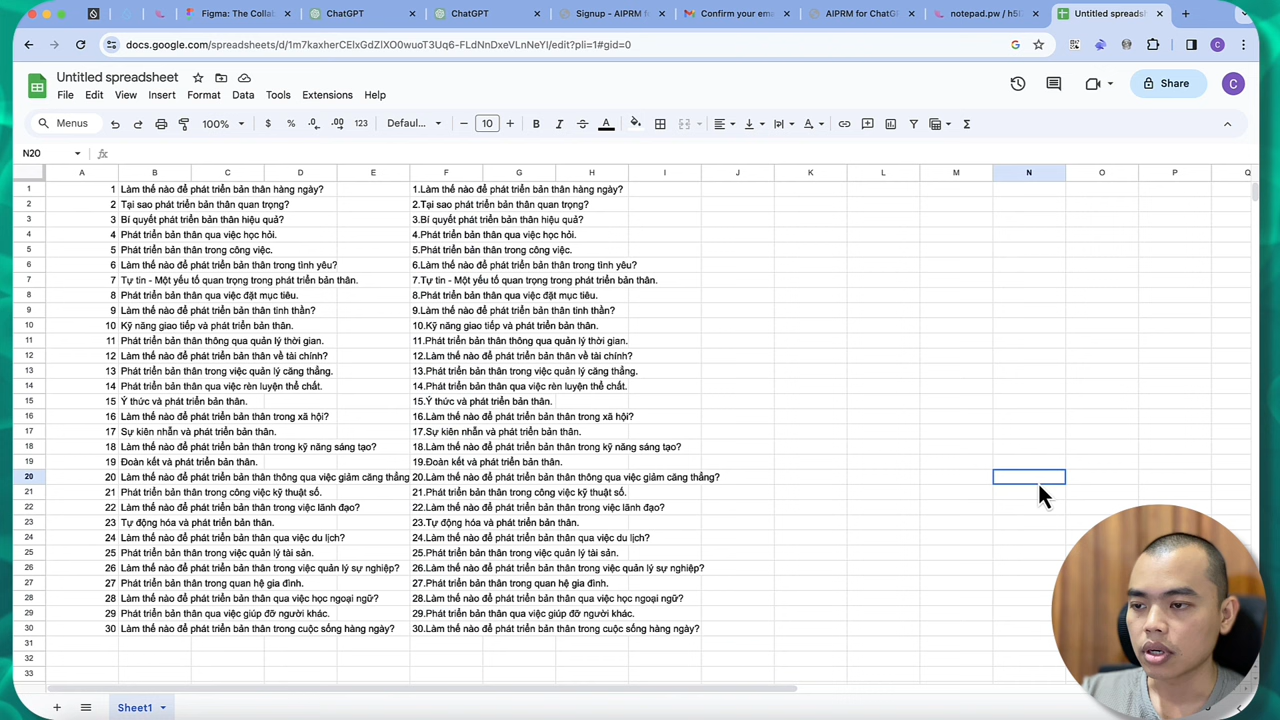 Figma: The Collab
ChatGPT
ChatGPT
Signup - AIPRM f
Confirm your ema
AIPRM for ChatG
notepad.pw / h5
Untitled spreads
docs.google.com/spreadsheets/d/
/edit?pli=1#gid=0
Untitled spreadsheet
File Edit View Insert Format Data Tools Extensions Help
Share
C
Menus 100% $ % .0 .00 123 Defaul... 10 B I A
N20 fx
A B C D E F G H I J K L M N O P Q
1 1 Làm thế nào để phát triển bản thân hàng ngày? 1.Làm thế nào để phát triển bản thân hàng ngày?
2 2 Tại sao phát triển bản thân quan trọng? 2.Tại sao phát triển bản thân quan trọng?
3 3 Bí quyết phát triển bản thân hiệu quả? 3.Bí quyết phát triển bản thân hiệu quả?
4 4 Phát triển bản thân qua việc học hỏi. 4.Phát triển bản thân qua việc học hỏi.
5 5 Phát triển bản thân trong công việc. 5.Phát triển bản thân trong công việc.
6 6 Làm thế nào để phát triển bản thân trong tình yêu? 6.Làm thế nào để phát triển bản thân trong tình yêu?
7 7 Tự tin - Một yếu tố quan trọng trong phát triển bản thân. 7.Tự tin - Một yếu tố quan trọng trong phát triển bản thân.
8 8 Phát triển bản thân qua việc đặt mục tiêu. 8.Phát triển bản thân qua việc đặt mục tiêu.
9 9 Làm thế nào để phát triển bản thân tinh thần? 9.Làm thế nào để phát triển bản thân tinh thần?
10 10 Kỹ năng giao tiếp và phát triển bản thân. 10.Kỹ năng giao tiếp và phát triển bản thân.
11 11 Phát triển bản thân thông qua quản lý thời gian. 11.Phát triển bản thân thông qua quản lý thời gian.
12 12 Làm thế nào để phát triển bản thân về tài chính? 12.Làm thế nào để phát triển bản thân về tài chính?
13 13 Phát triển bản thân trong việc quản lý căng thẳng. 13.Phát triển bản thân trong việc quản lý căng thẳng.
14 14 Phát triển bản thân qua việc rèn luyện thể chất. 14.Phát triển bản thân qua việc rèn luyện thể chất.
15 15 Ý thức và phát triển bản thân. 15.Ý thức và phát triển bản thân.
16 16 Làm thế nào để phát triển bản thân trong xã hội? 16.Làm thế nào để phát triển bản thân trong xã hội?
17 17 Sự kiên nhẫn và phát triển bản thân. 17.Sự kiên nhẫn và phát triển bản thân.
18 18 Làm thế nào để phát triển bản thân trong kỹ năng sáng tạo? 18.Làm thế nào để phát triển bản thân trong kỹ năng sáng tạo?
19 19 Đoàn kết và phát triển bản thân. 19.Đoàn kết và phát triển bản thân.
20 20 Làm thế nào để phát triển bản thân thông qua việc giảm căng thẳng 20.Làm thế nào để phát triển bản thân thông qua việc giảm căng thẳng?
21 21 Phát triển bản thân trong công việc kỹ thuật số. 21.Phát triển bản thân trong công việc kỹ thuật số.
22 22 Làm thế nào để phát triển bản thân trong việc lãnh đạo? 22.Làm thế nào để phát triển bản thân trong việc lãnh đạo?
23 23 Tự động hóa và phát triển bản thân. 23.Tự động hóa và phát triển bản thân.
24 24 Làm thế nào để phát triển bản thân qua việc du lịch? 24.Làm thế nào để phát triển bản thân qua việc du lịch?
25 25 Phát triển bản thân trong việc quản lý tài sản. 25.Phát triển bản thân trong việc quản lý tài sản.
26 26 Làm thế nào để phát triển bản thân trong việc quản lý sự nghiệp? 26.Làm thế nào để phát triển bản thân trong việc quản lý sự nghiệp?
27 27 Phát triển bản thân trong quan hệ gia đình. 27.Phát triển bản thân trong quan hệ gia đình.
28 28 Làm thế nào để phát triển bản thân qua việc học ngoại ngữ? 28.Làm thế nào để phát triển bản thân qua việc học ngoại ngữ?
29 29 Phát triển bản thân qua việc giúp đỡ người khác. 29.Phát triển bản thân qua việc giúp đỡ người khác.
30 30 Làm thế nào để phát triển bản thân trong cuộc sống hàng ngày? 30.Làm thế nào để phát triển bản thân trong cuộc sống hàng ngày?
31
32
33
Sheet1